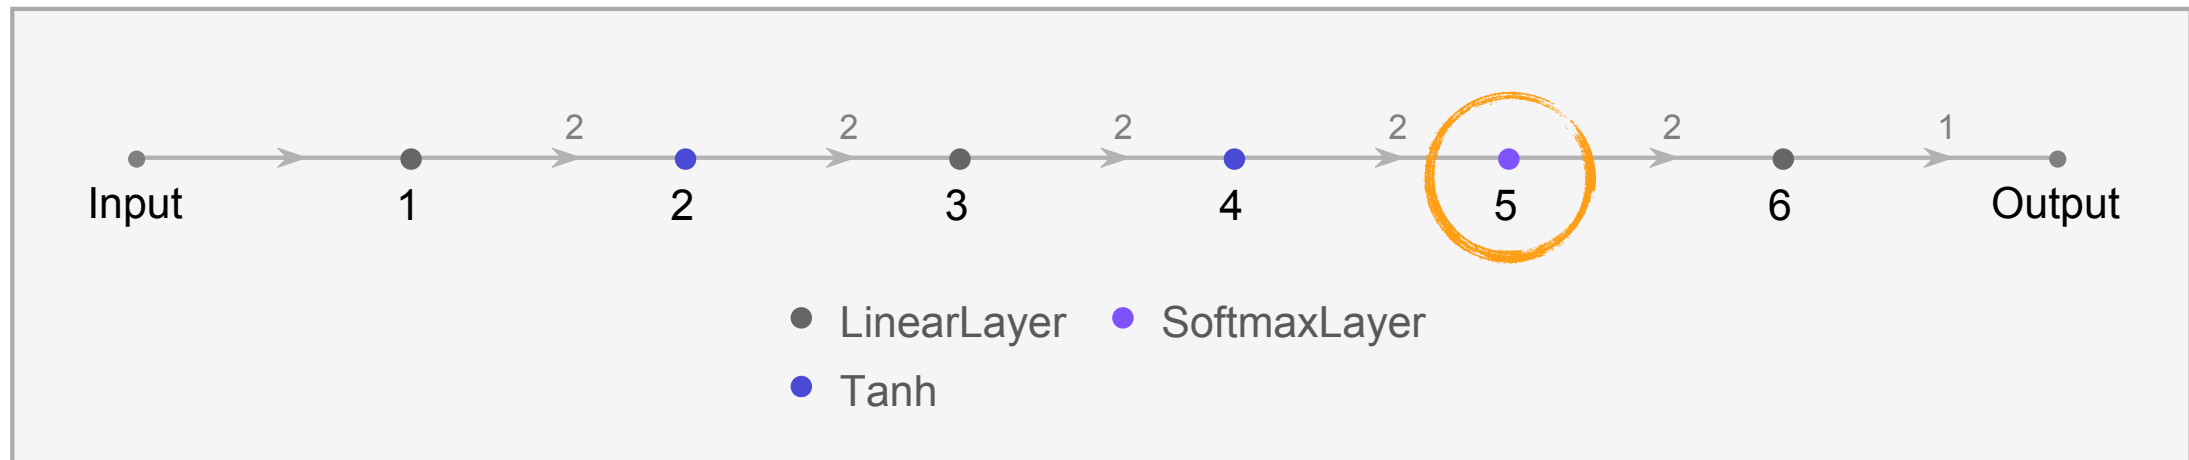 2 2 2 2 2 1
Input 1 2 3 4 5 6 Output
LinearLayer SoftmaxLayer
Tanh